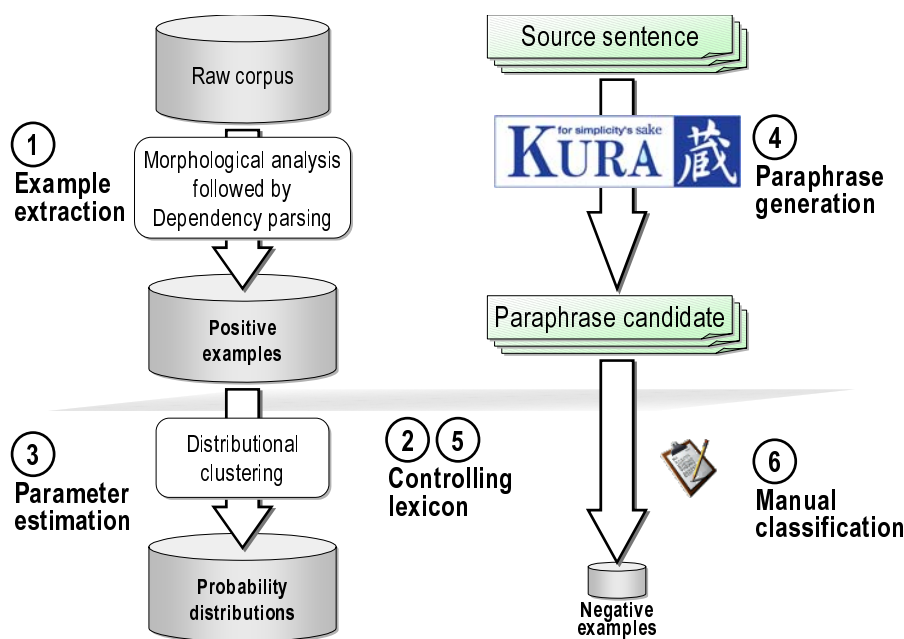 Raw corpus
1
Example
extraction
Morphological analysis
followed by
Dependency parsing
Positive
examples
3
Parameter
estimation
Distributional
clustering
Probability
distributions
2 5
Controlling
lexicon
Source sentence
for simplicity's sake
KURA 蔵
4
Paraphrase
generation
Paraphrase candidate
6
Manual
classification
Negative
examples